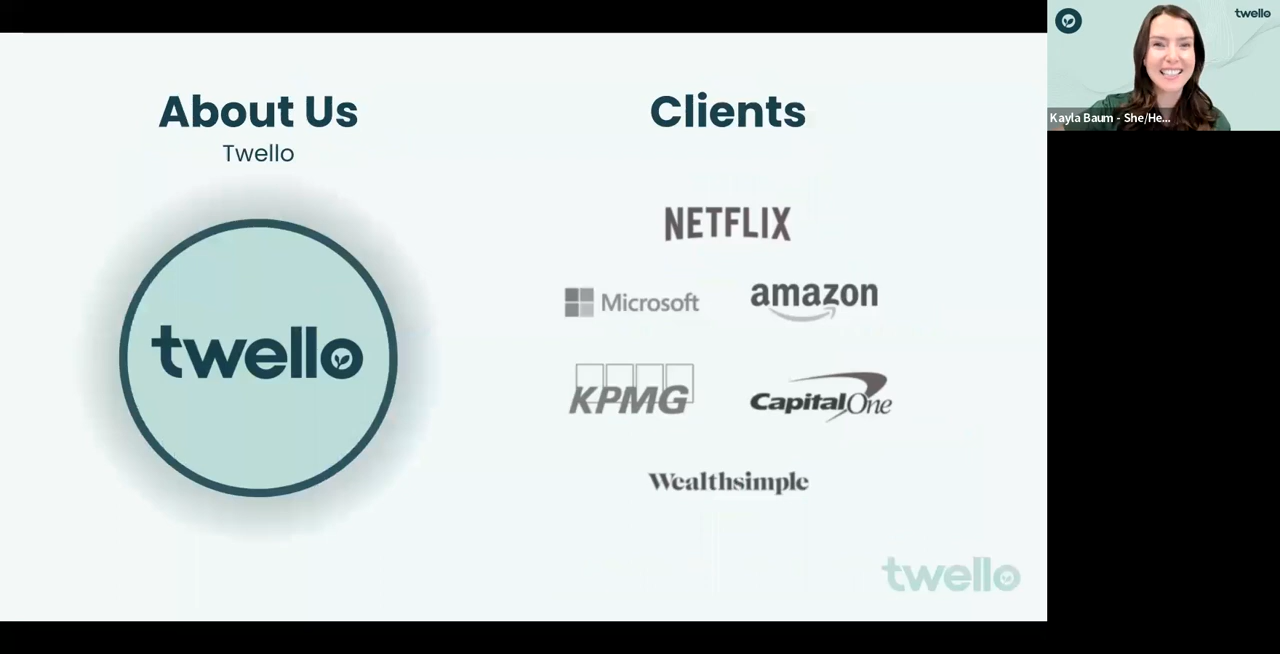 About Us
Twello
twello
Clients
NETFLIX
Microsoft
amazon
KPMG
Capital One
Wealthsimple
twello
twello
Kayla Baum - She/He...